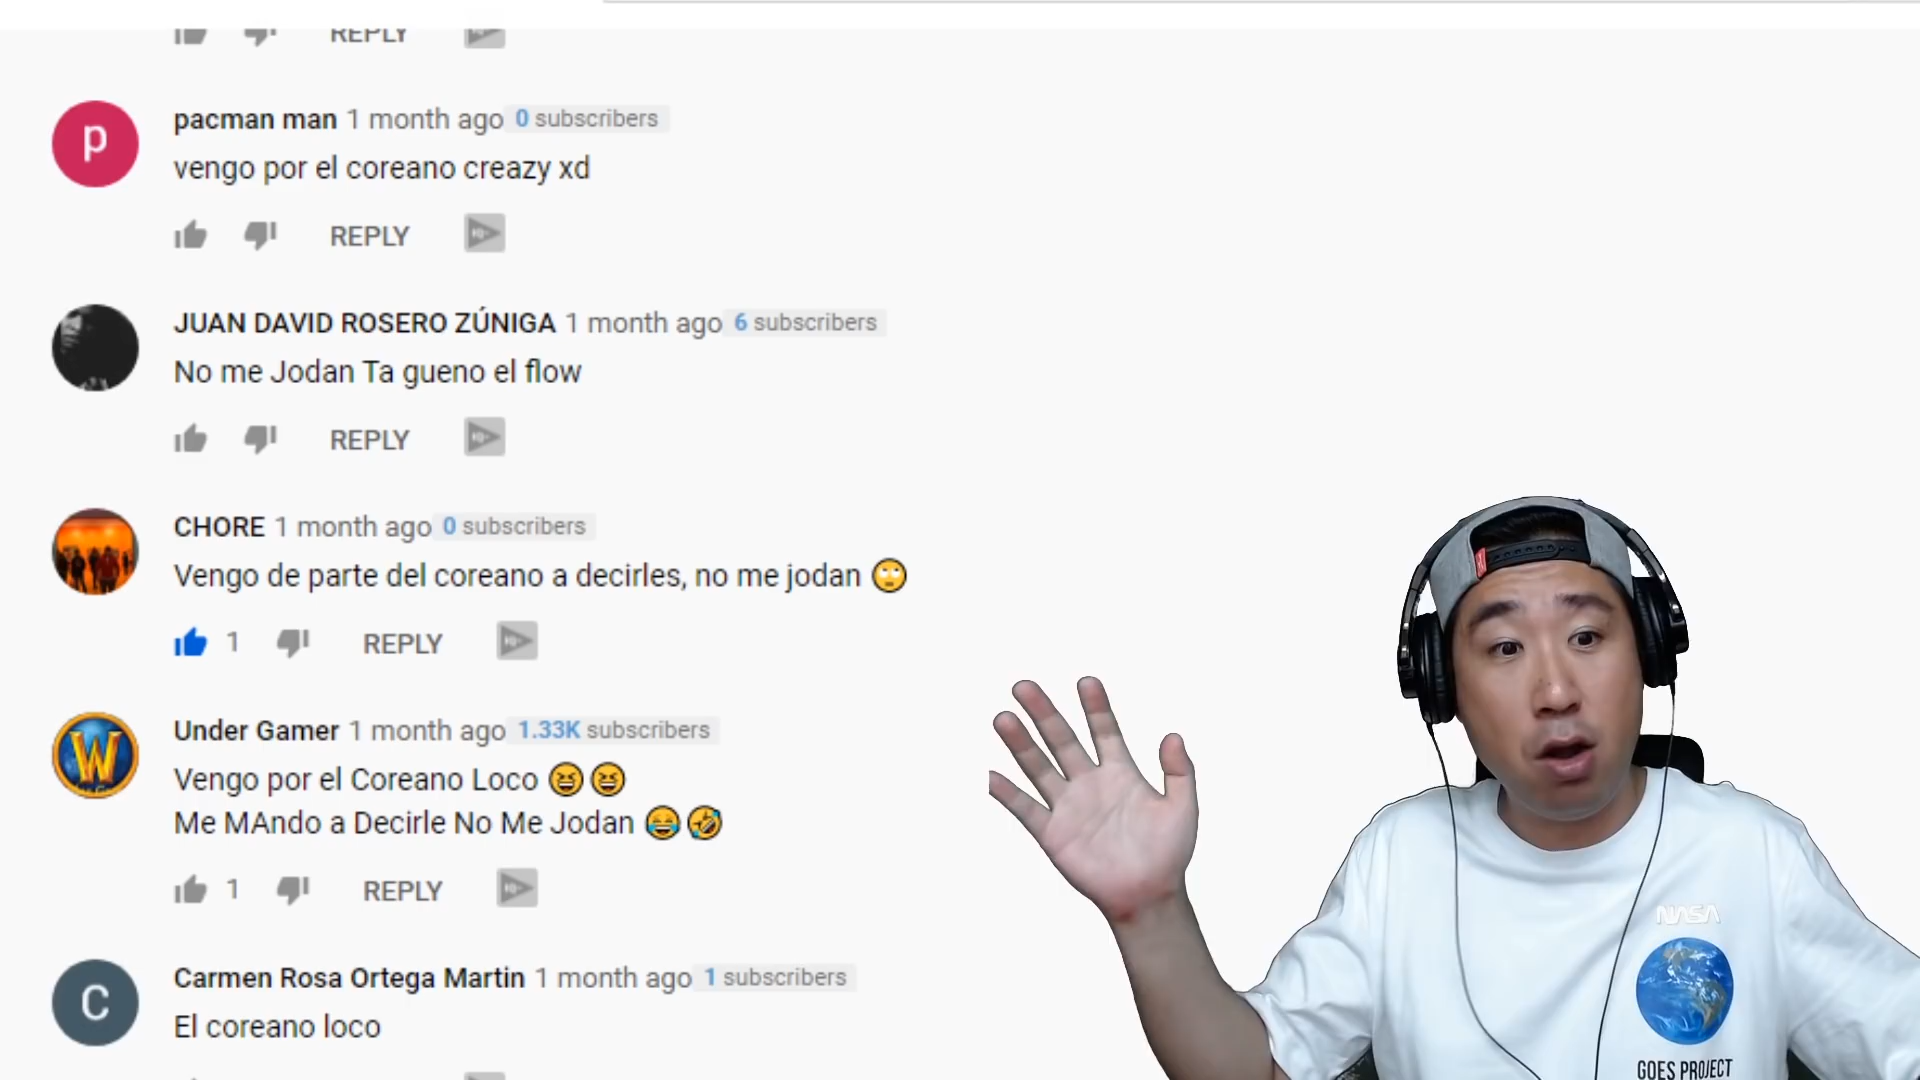 REPLY
pacman man 1 month ago 0 subscribers
vengo por el coreano creazy xd
REPLY
JUAN DAVID ROSERO ZÚNIGA 1 month ago 6 subscribers
No me Jodan Ta gueno el flow
REPLY
CHORE 1 month ago 0 subscribers
Vengo de parte del coreano a decirles, no me jodan 🙄
1 REPLY
Under Gamer 1 month ago 1.33K subscribers
Vengo por el Coreano Loco 😆😆
Me MAndo a Decirle No Me Jodan 😂🤣
1 REPLY
Carmen Rosa Ortega Martin 1 month ago 1 subscribers
El coreano loco
p
W
C
NASA
GOES PROJECT